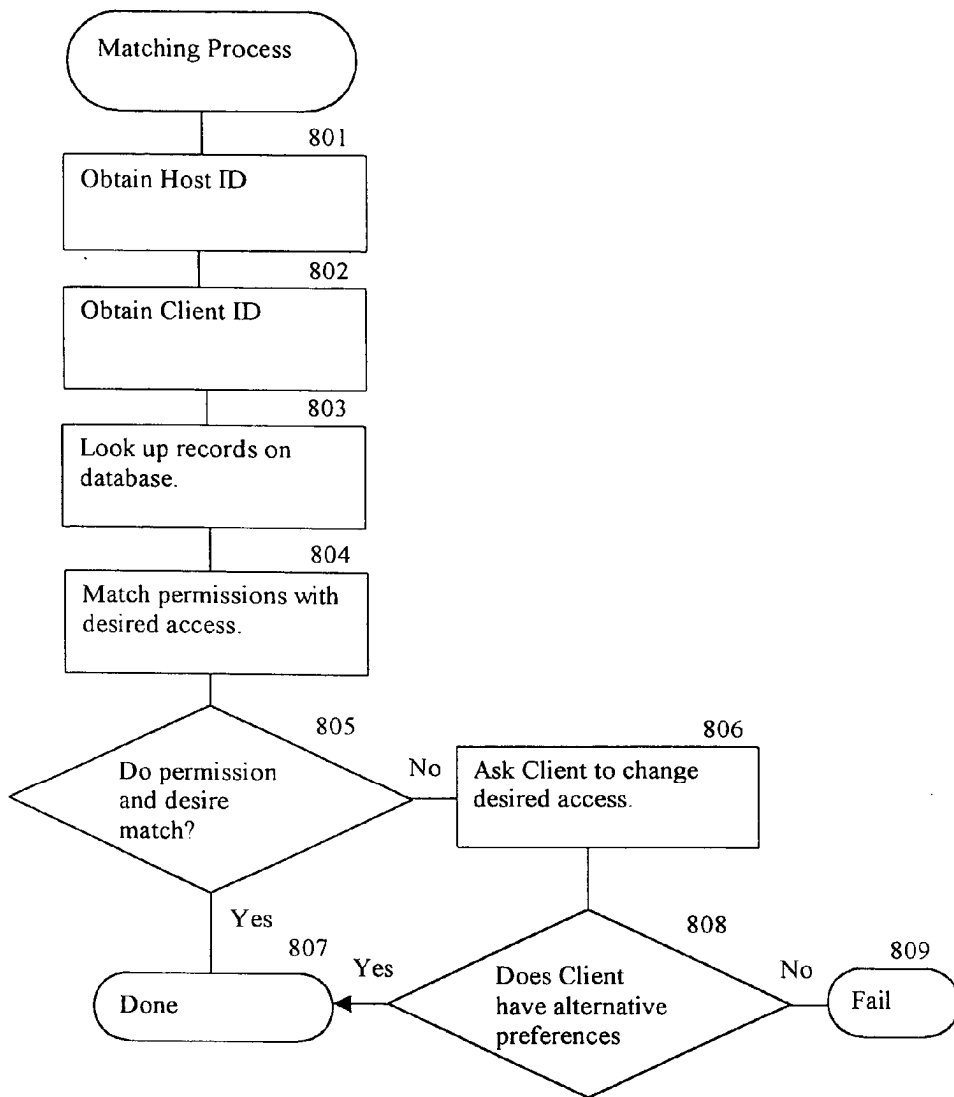 Matching Process
801
Obtain Host ID
802
Obtain Client ID
803
Look up records on
database.
804
Match permissions with
desired access.
805
Do permission
and desire
match?
No
806
Ask Client to change
desired access.
Yes
807
Done
Yes
808
Does Client
have alternative
preferences
No
809
Fail